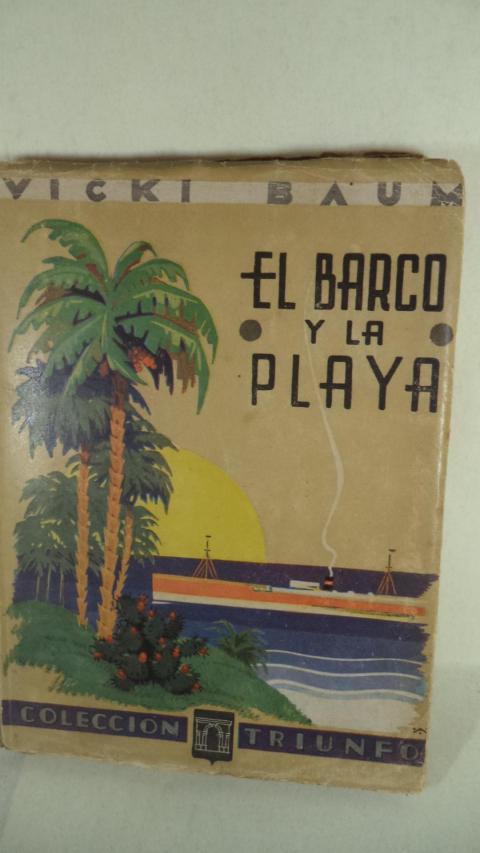 VICKI BAUM
EL BARCO
Y LA
PLAYA
COLECCION TRIUNFO